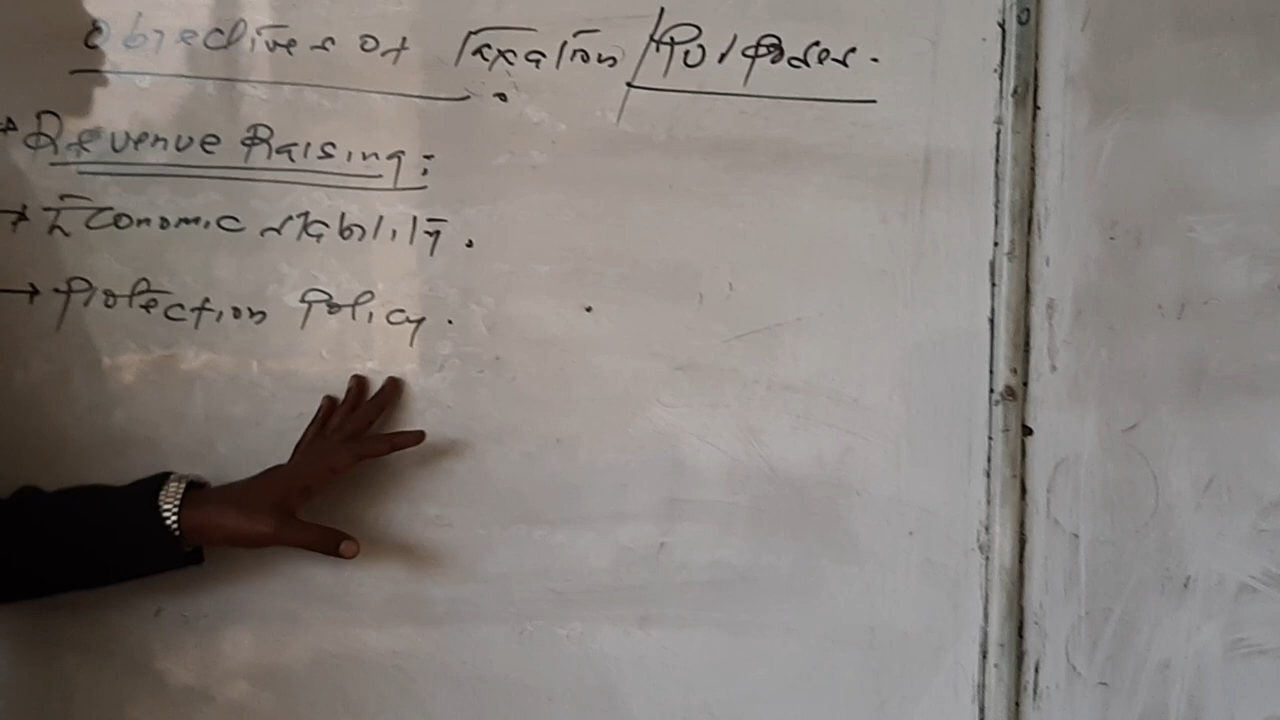 Objectives of Taxation / Purposes.
→ Revenue Raising:
→ Economic stability.
→ Protection Policy.